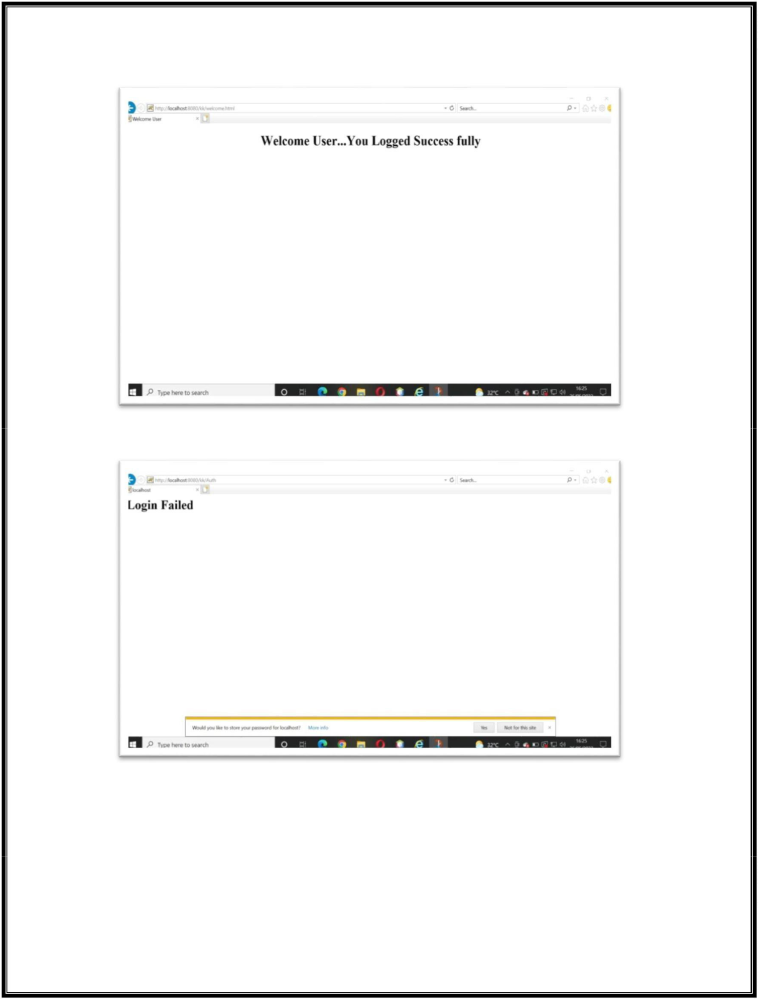 http://localhost:8080/kk/welcome.html
Search...
Welcome User
Welcome User...You Logged Success fully
Type here to search
32°C
16:25
http://localhost:8080/kk/Auth
Search...
localhost
Login Failed
Would you like to store your password for localhost? More info Yes Not for this site
Type here to search
32°C
16:25